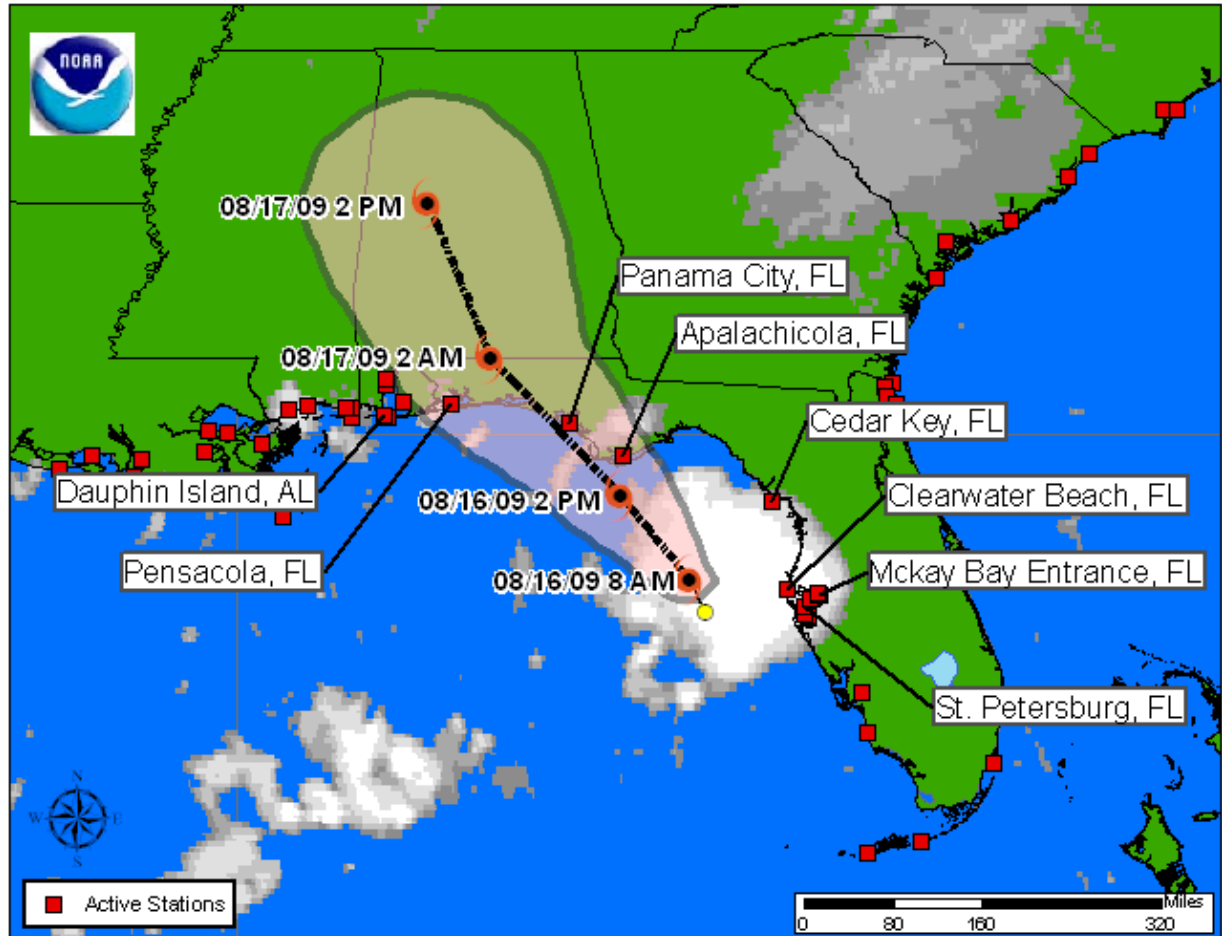 NOAA
08/17/09 2 PM
Panama City, FL
Apalachicola, FL
08/17/09 2 AM
Cedar Key, FL
Clearwater Beach, FL
Dauphin Island, AL
08/16/09 2 PM
Pensacola, FL
08/16/09 8 AM
Mckay Bay Entrance, FL
St. Petersburg, FL
N
W E
S
Active Stations
Miles
0 80 160 320